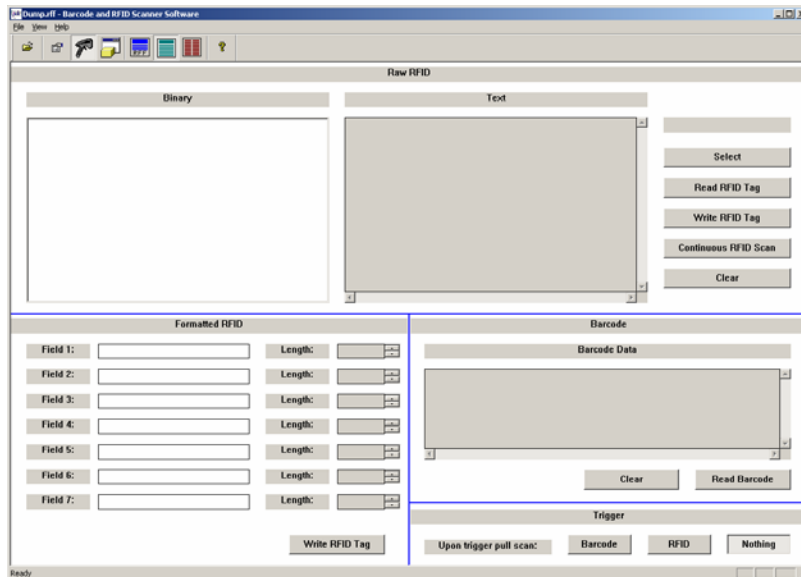 Dump.rff - Barcode and RFID Scanner Software
File View Help
Raw RFID
Binary
Text
Select
Read RFID Tag
Write RFID Tag
Continuous RFID Scan
Clear
Formatted RFID
Field 1: Length:
Field 2: Length:
Field 3: Length:
Field 4: Length:
Field 5: Length:
Field 6: Length:
Field 7: Length:
Write RFID Tag
Barcode
Barcode Data
Clear Read Barcode
Trigger
Upon trigger pull scan: Barcode RFID Nothing
Ready